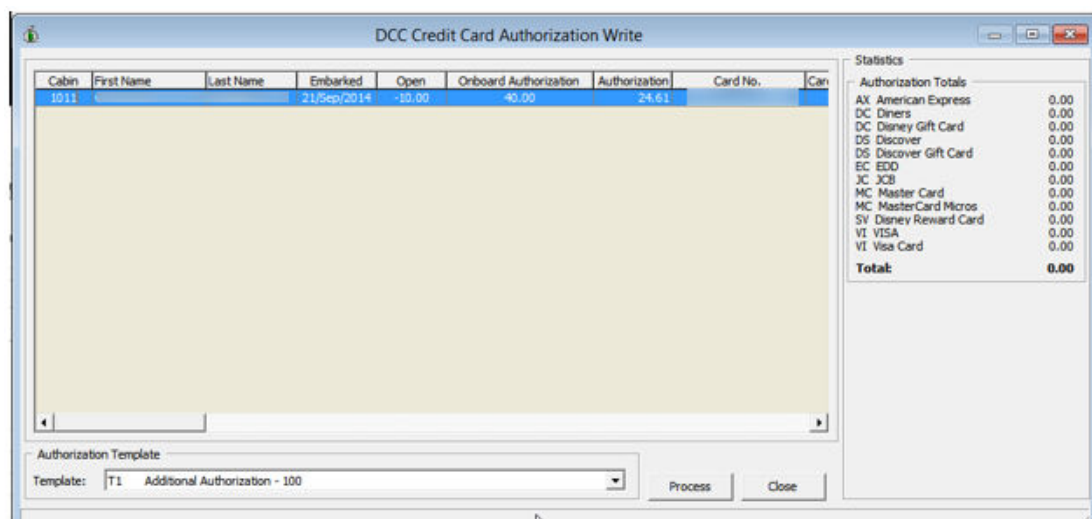 DCC Credit Card Authorization Write
Cabin First Name Last Name Embarked Open Onboard Authorization Authorization Card No. Car
1011 21/Sep/2014 -10.00 40.00 24.61
Statistics
Authorization Totals
AX American Express 0.00
DC Diners 0.00
DC Disney Gift Card 0.00
DS Discover 0.00
DS Discover Gift Card 0.00
EC EDD 0.00
JC JCB 0.00
MC Master Card 0.00
MC MasterCard Micros 0.00
SV Disney Reward Card 0.00
VI VISA 0.00
VI Visa Card 0.00
Total: 0.00
Authorization Template
Template: T1 Additional Authorization - 100
Process Close